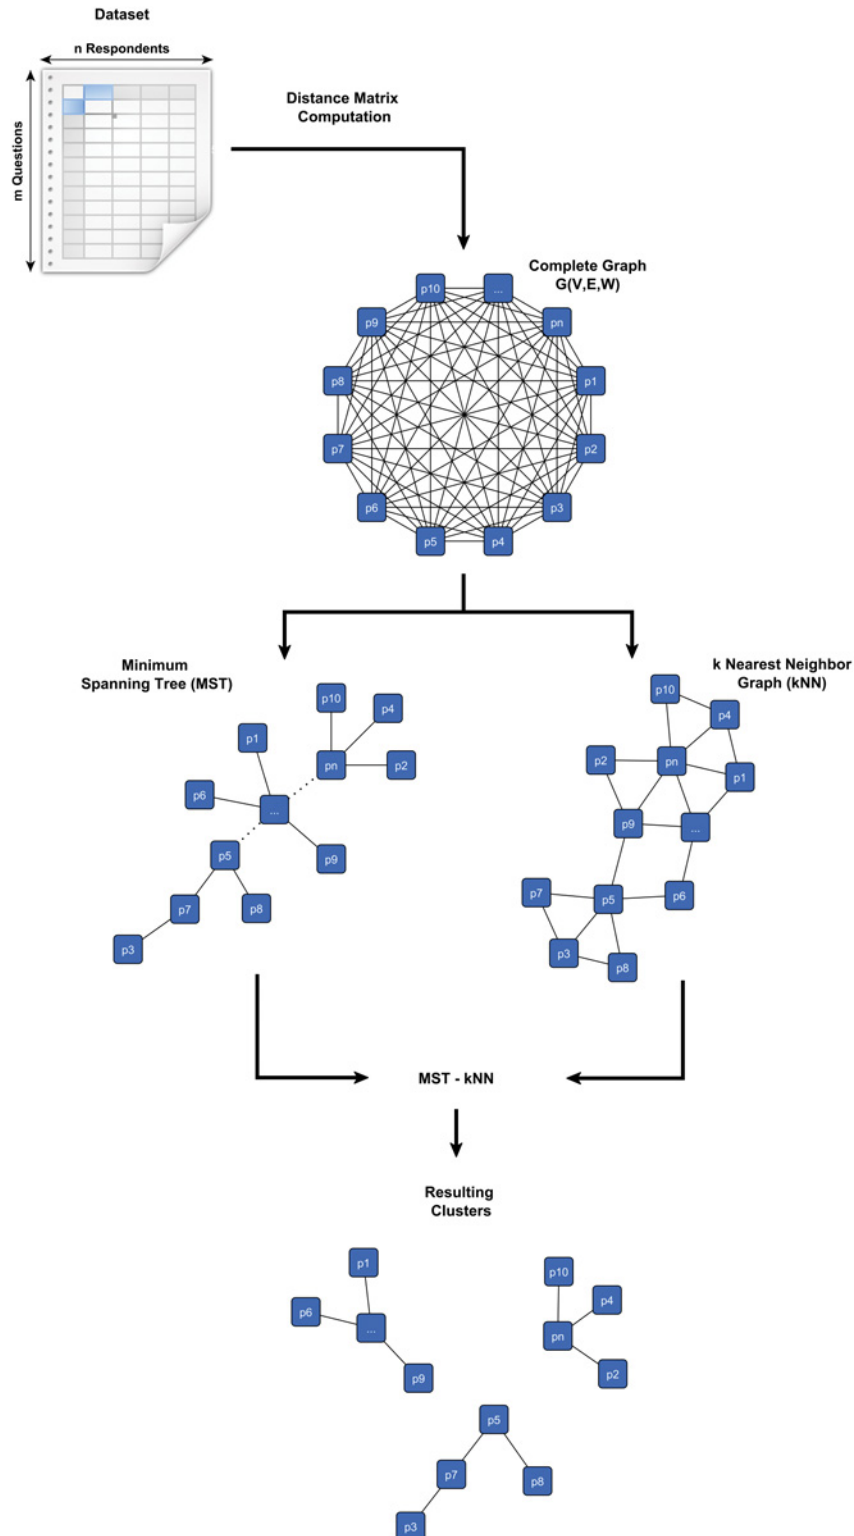 Dataset
n Respondents
m Questions
Distance Matrix
Computation
Complete Graph
G(V,E,W)
p10
...
p9
pn
p8
p1
p7
p2
p6
p3
p5
p4
Minimum
Spanning Tree (MST)
k Nearest Neighbor
Graph (kNN)
p10
p4
p1
pn
p2
p6
...
p5
p9
p7
p8
p3
p10
p4
p2
pn
p1
p9
...
p7
p5
p6
p3
p8
MST - kNN
Resulting
Clusters
p1
p6
...
p9
p10
p4
pn
p2
p5
p7
p8
p3